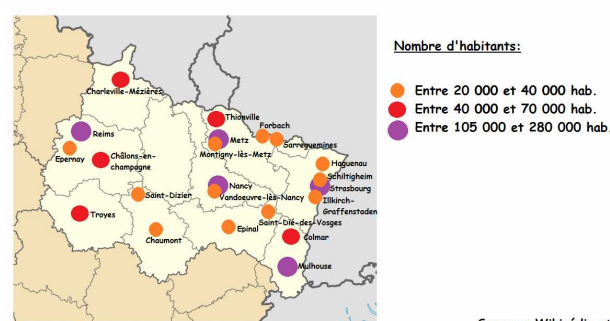 Nombre d'habitants:
Entre 20 000 et 40 000 hab.
Entre 40 000 et 70 000 hab.
Entre 105 000 et 280 000 hab.
Charleville-Mézières
Thionville
Forbach
Reims
Metz
Sarreguemines
Epernay
Châlons-en-
champagne
Montigny-lès-Metz
Haguenau
Schiltigheim
Strasbourg
Saint-Dizier
Nancy
Vandoeuvre-lès-Nancy
Illkirch-
Graffenstaden
Troyes
Saint-Dié-des-Vosges
Chaumont
Epinal
Colmar
Mulhouse